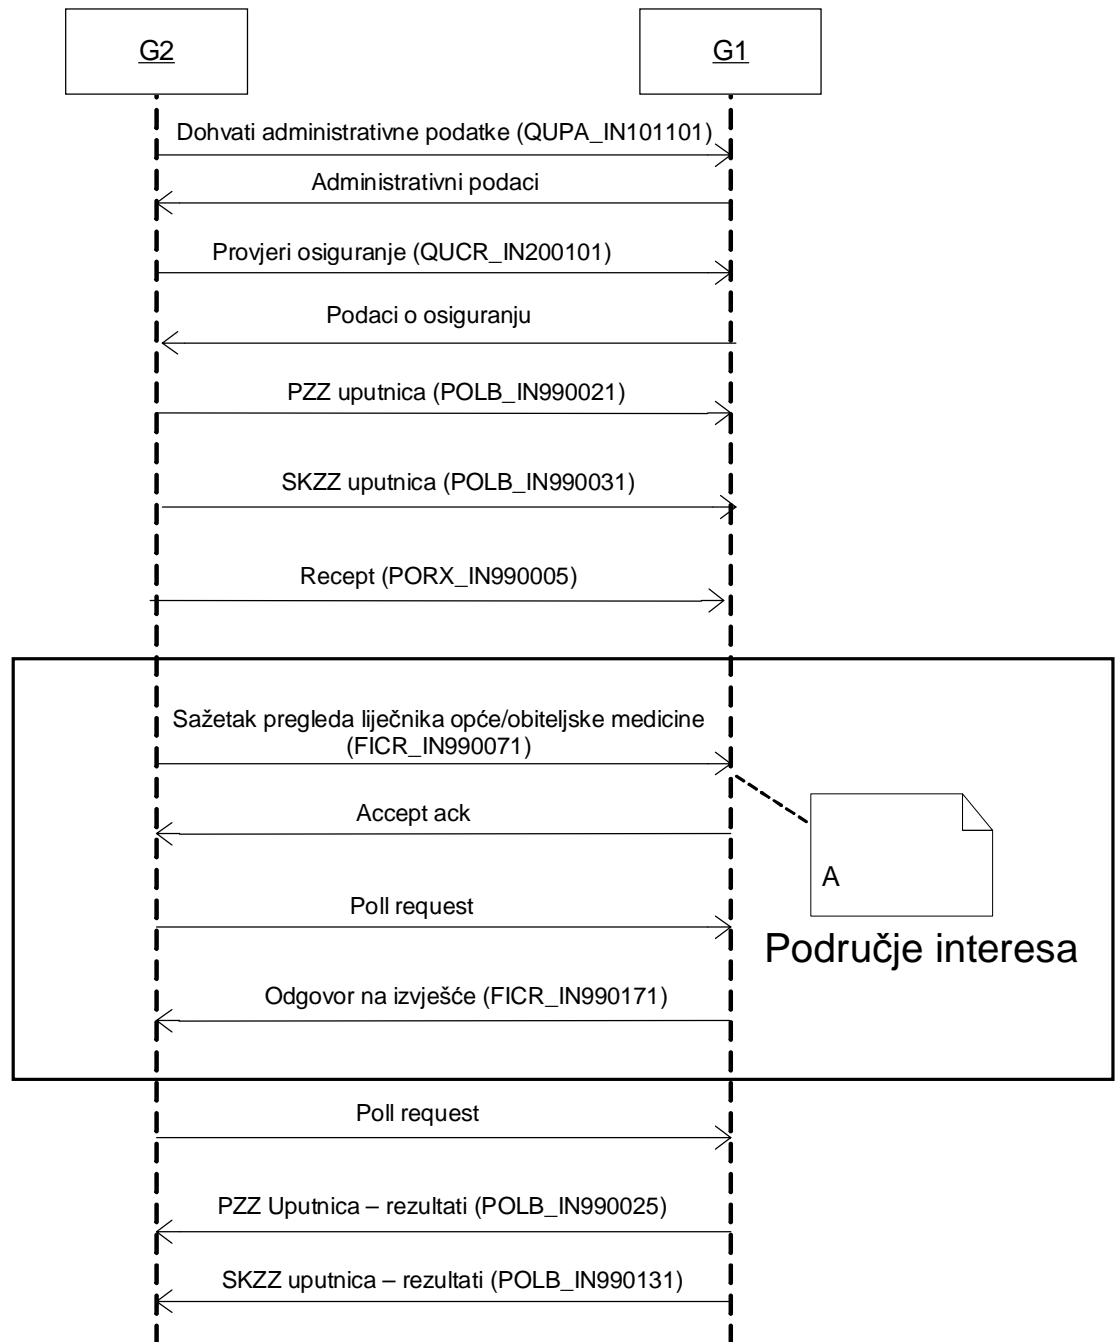 G2
G1
Dohvati administrativne podatke (QUPA_IN101101)
Administrativni podaci
Provjeri osiguranje (QUCR_IN200101)
Podaci o osiguranju
PZZ uputnica (POLB_IN990021)
SKZZ uputnica (POLB_IN990031)
Recept (PORX_IN990005)
Sažetak pregleda liječnika opće/obiteljske medicine
(FICR_IN990071)
Accept ack
A
Poll request
Područje interesa
Odgovor na izvješće (FICR_IN990171)
Poll request
PZZ Uputnica – rezultati (POLB_IN990025)
SKZZ uputnica – rezultati (POLB_IN990131)